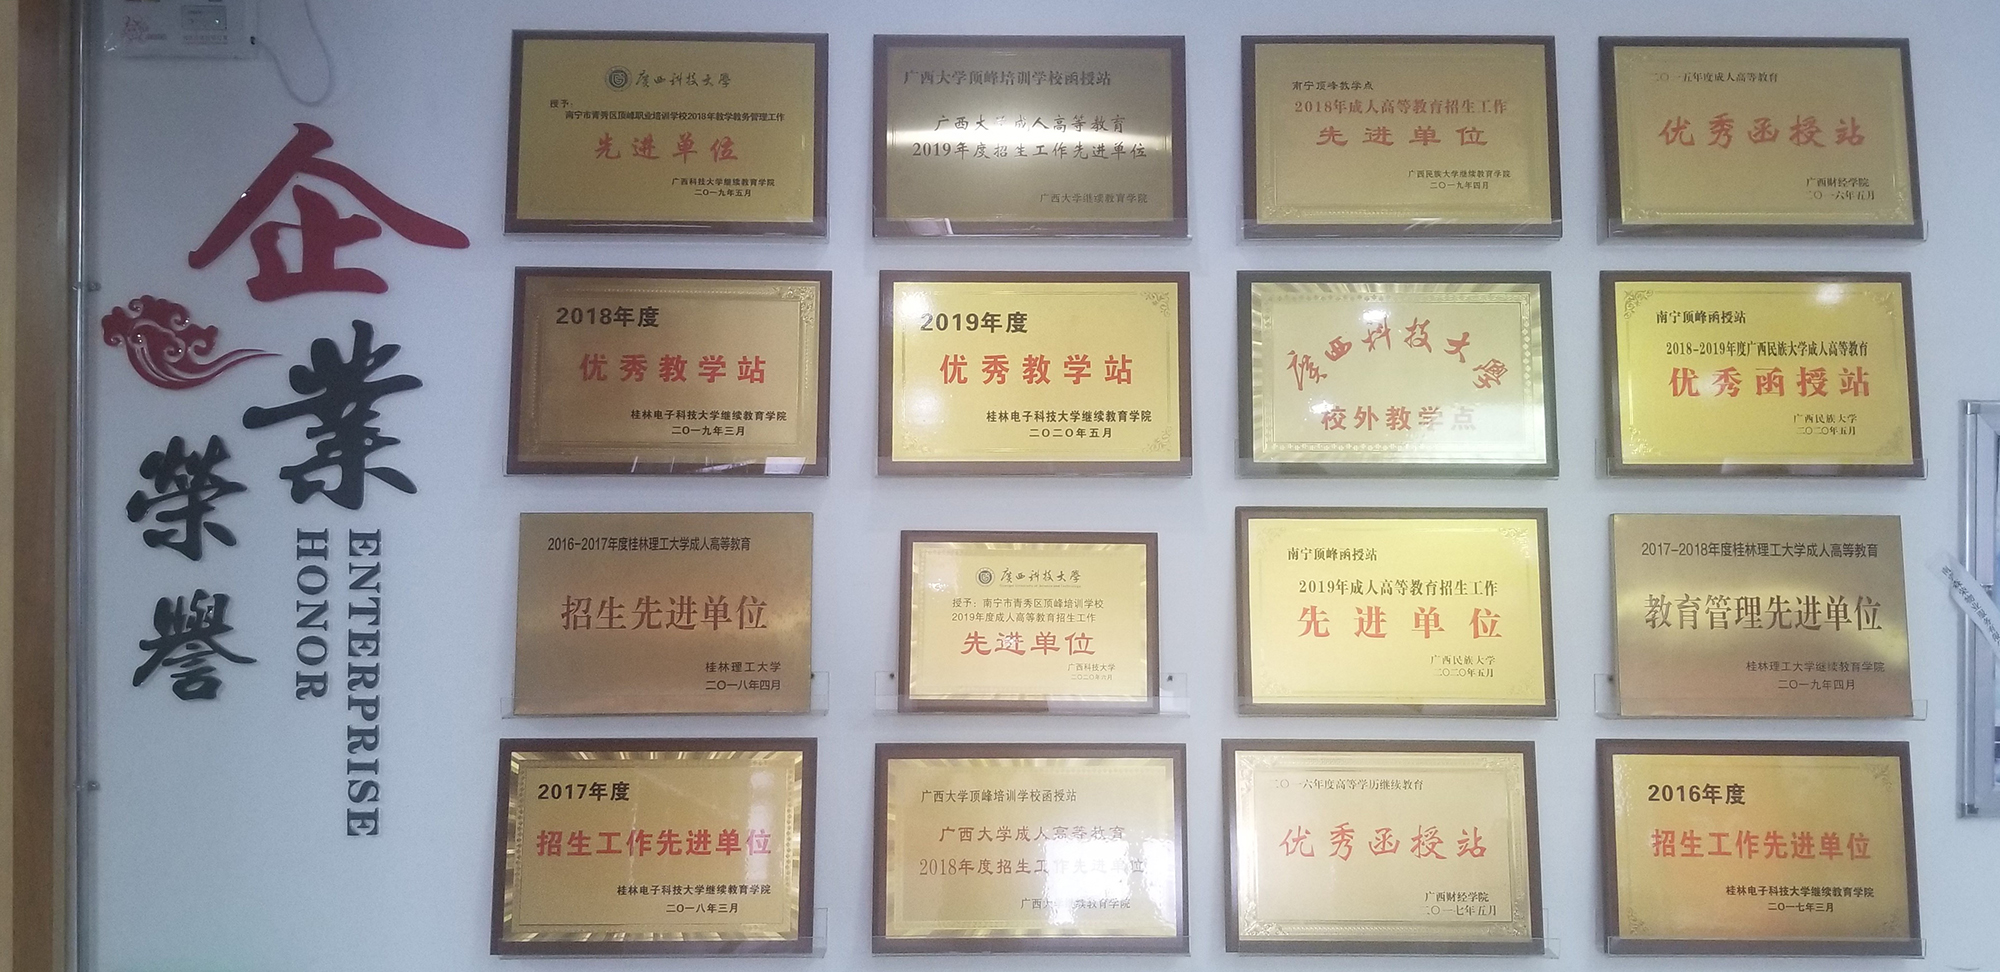 企業
榮譽
ENTERPRISE
HONOR
廣西科技大學
授予：
南宁市青秀区顶峰职业培训学校2018年教学教务管理工作
先进单位
广西科技大学继续教育学院
二〇一九年五月
广西大学顶峰培训学校函授站
广西大学成人高等教育
2019年度招生工作先进单位
广西大学继续教育学院
南宁顶峰教学点
2018年成人高等教育招生工作
先进单位
广西民族大学继续教育学院
二〇一九年四月
二〇一五年度成人高等教育
优秀函授站
广西财经学院
二〇一六年五月
2018年度
优秀教学站
桂林电子科技大学继续教育学院
二〇一九年三月
2019年度
优秀教学站
桂林电子科技大学继续教育学院
二〇二〇年五月
廣西科技大學
校外教学点
南宁顶峰函授站
2018-2019年度广西民族大学成人高等教育
优秀函授站
广西民族大学
二〇二〇年五月
2016-2017年度桂林理工大学成人高等教育
招生先进单位
桂林理工大学
二〇一八年四月
廣西科技大學
授予：南宁市青秀区顶峰培训学校
2019年度成人高等教育招生工作
先进单位
广西科技大学
南宁顶峰函授站
2019年成人高等教育招生工作
先进单位
广西民族大学
二〇二〇年五月
2017-2018年度桂林理工大学成人高等教育
教育管理先进单位
桂林理工大学继续教育学院
二〇一九年四月
2017年度
招生工作先进单位
桂林电子科技大学继续教育学院
二〇一八年三月
广西大学顶峰培训学校函授站
广西大学成人高等教育
2018年度招生工作先进单位
广西大学继续教育学院
二〇一六年度高等学历继续教育
优秀函授站
广西财经学院
二〇一七年五月
2016年度
招生工作先进单位
桂林电子科技大学继续教育学院
二〇一七年三月